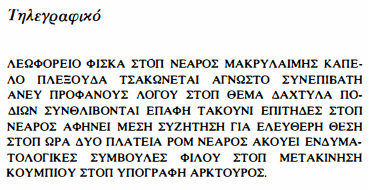 Τηλεγραφικό
ΛΕΩΦΟΡΕΙΟ ΦΙΣΚΑ ΣΤΟΠ ΝΕΑΡΟΣ ΜΑΚΡΥΛΑΙΜΗΣ ΚΑΠΕ-
ΛΟ ΠΛΕΞΟΥΔΑ ΤΣΑΚΩΝΕΤΑΙ ΑΓΝΩΣΤΟ ΣΥΝΕΠΙΒΑΤΗ
ΑΝΕΥ ΠΡΟΦΑΝΟΥΣ ΛΟΓΟΥ ΣΤΟΠ ΘΕΜΑ ΔΑΧΤΥΛΑ ΠΟ-
ΔΙΩΝ ΣΥΝΘΛΙΒΟΝΤΑΙ ΕΠΑΦΗ ΤΑΚΟΥΝΙ ΕΠΙΤΗΔΕΣ ΣΤΟΠ
ΝΕΑΡΟΣ ΑΦΗΝΕΙ ΜΕΣΗ ΣΥΖΗΤΗΣΗ ΓΙΑ ΕΛΕΥΘΕΡΗ ΘΕΣΗ
ΣΤΟΠ ΩΡΑ ΔΥΟ ΠΛΑΤΕΙΑ ΡΟΜ ΝΕΑΡΟΣ ΑΚΟΥΕΙ ΕΝΔΥΜΑ-
ΤΟΛΟΓΙΚΕΣ ΣΥΜΒΟΥΛΕΣ ΦΙΛΟΥ ΣΤΟΠ ΜΕΤΑΚΙΝΗΣΗ
ΚΟΥΜΠΙΟΥ ΣΤΟΠ ΥΠΟΓΡΑΦΗ ΑΡΚΤΟΥΡΟΣ.